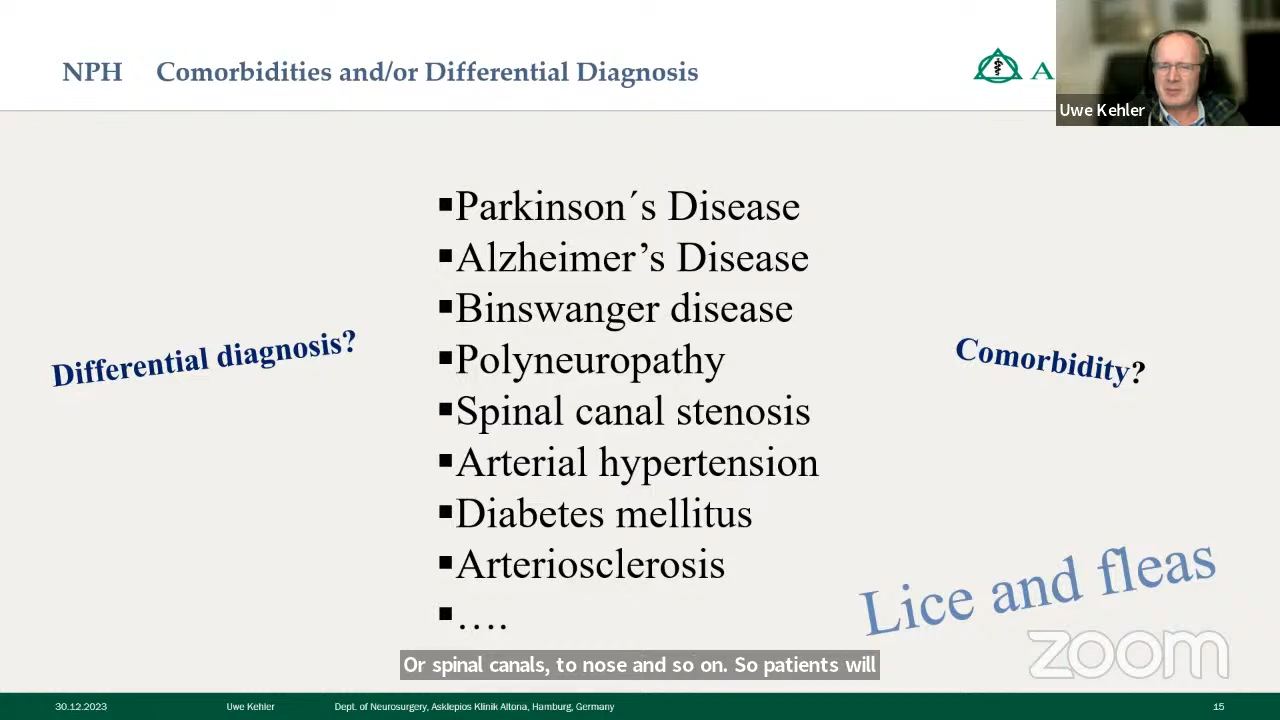 NPH Comorbidities and/or Differential Diagnosis
A
Uwe Kehler
▪Parkinson´s Disease
▪Alzheimer’s Disease
▪Binswanger disease
▪Polyneuropathy
▪Spinal canal stenosis
▪Arterial hypertension
▪Diabetes mellitus
▪Arteriosclerosis
▪….
Differential diagnosis?
Comorbidity?
Lice and fleas
zoom
Or spinal canals, to nose and so on. So patients will
30.12.2023 Uwe Kehler Dept. of Neurosurgery, Asklepios Klinik Altona, Hamburg, Germany 15